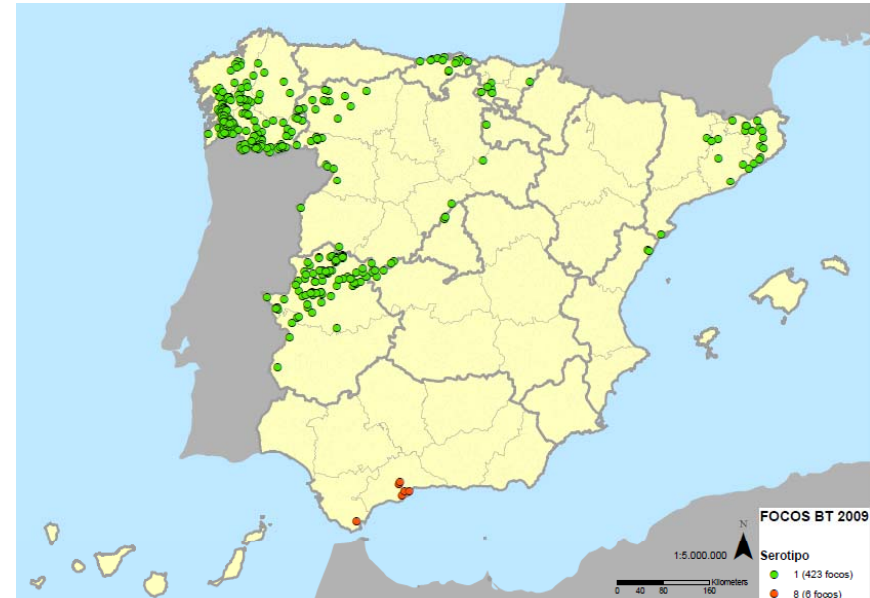 FOCOS BT 2009
N
1:5.000.000
Serotipo
Kilometers
0 40 80 160
1 (423 focos)
8 (6 focos)